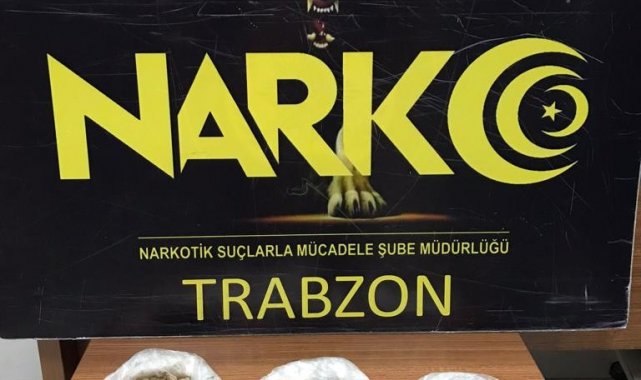 NARKO
NARKOTİK SUÇLARLA MÜCADELE ŞUBE MÜDÜRLÜĞÜ
TRABZON